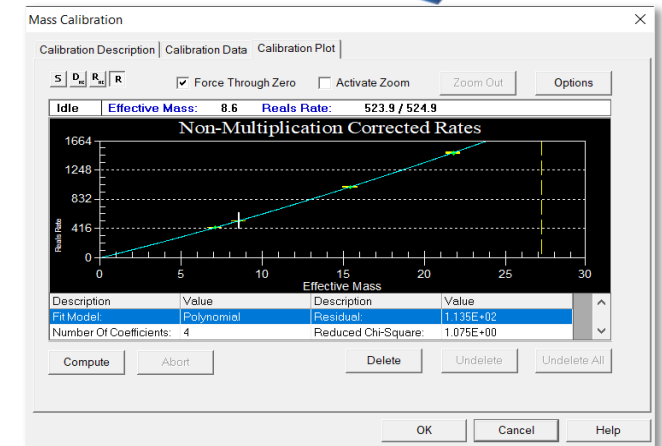 Mass Calibration
Calibration Description Calibration Data Calibration Plot
S D R R Force Through Zero Activate Zoom Zoom Out Options
Idle Effective Mass: 8.6 Reals Rate: 523.9 / 524.9
Non-Multiplication Corrected Rates
1664
1248
832
416
0
Reals Rate
0 5 10 15 20 25 30
Effective Mass
Description Value Description Value
Fit Model: Polynomial Residual: 1.135E+02
Number Of Coefficients: 4 Reduced Chi-Square: 1.075E+00
Compute Abort Delete Undelete Undelete All
OK Cancel Help